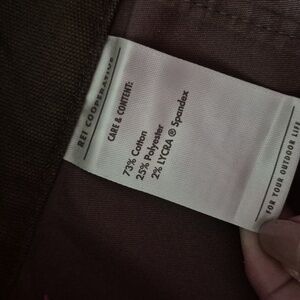 REI COOPERATIVE
CARE & CONTENT:
73% Cotton
25% Polyester
2% LYCRA ® Spandex
FOR YOUR OUTDOOR LIFE